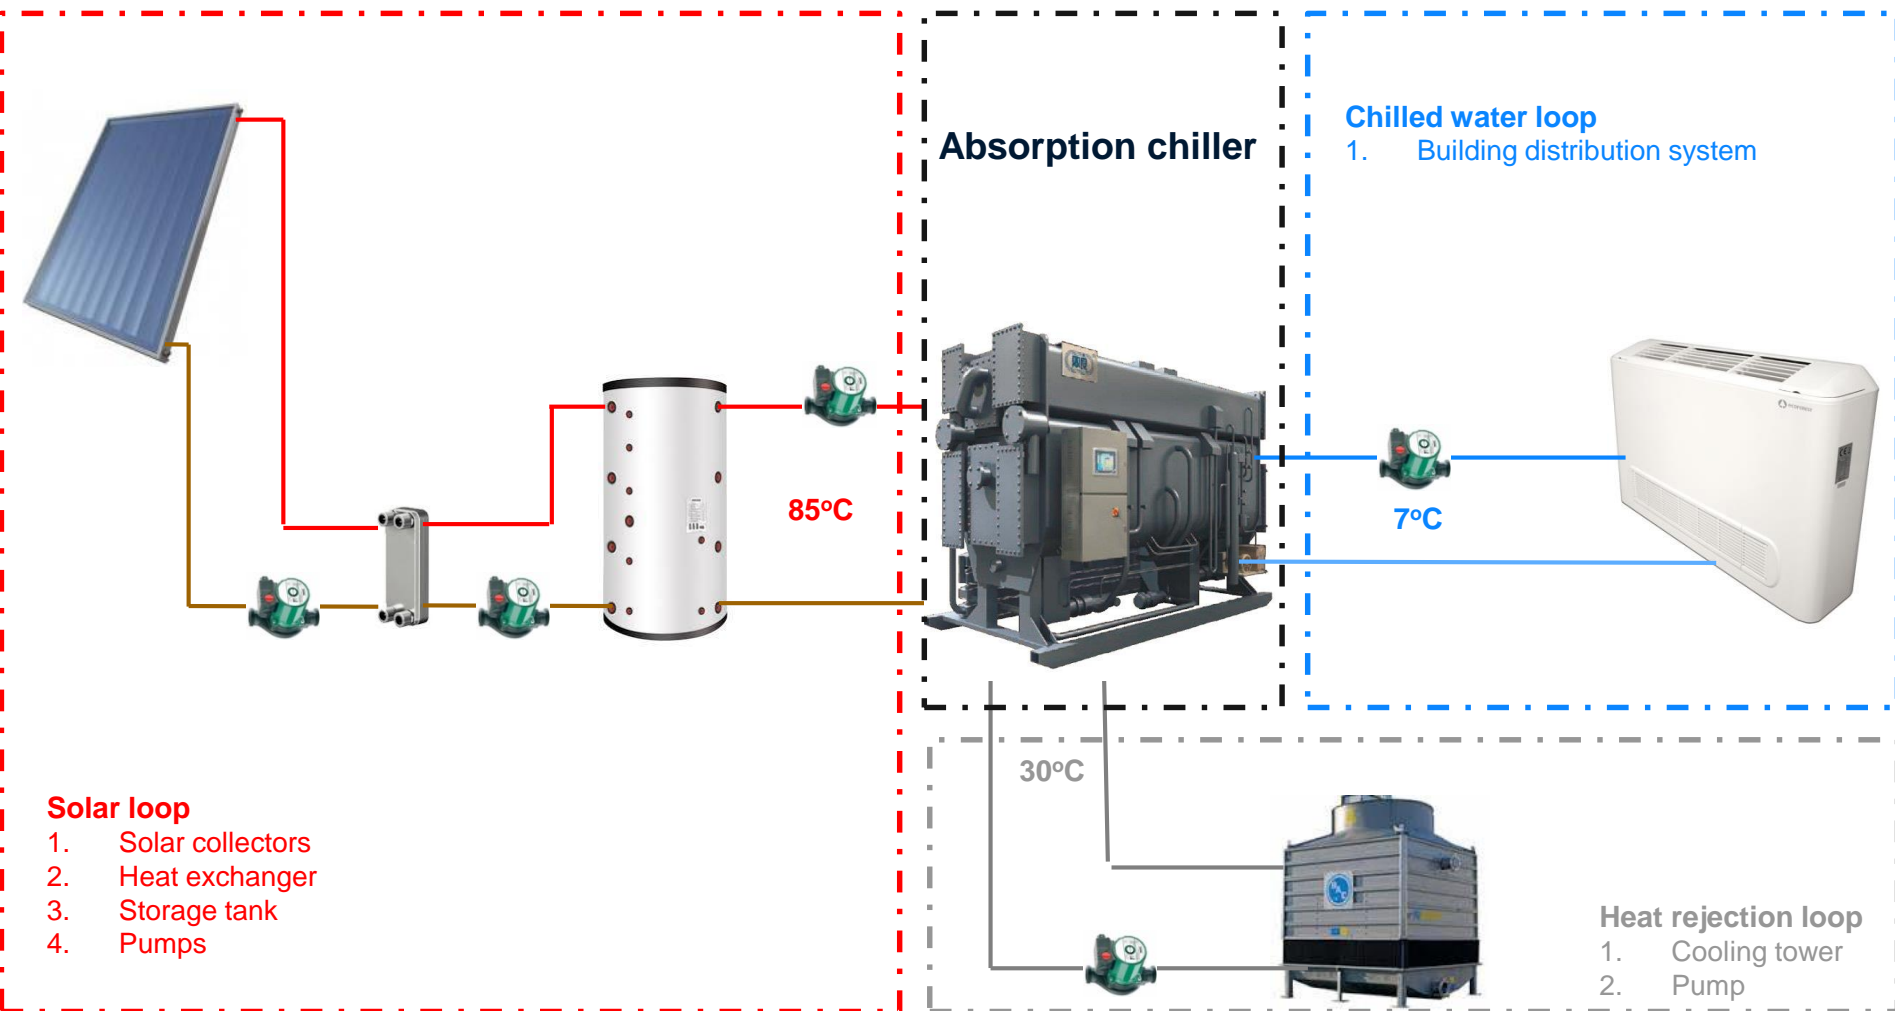 Absorption chiller
Chilled water loop
1. Building distribution system
85ºC
7ºC
30ºC
Solar loop
1. Solar collectors
2. Heat exchanger
3. Storage tank
4. Pumps
Heat rejection loop
1. Cooling tower
2. Pump